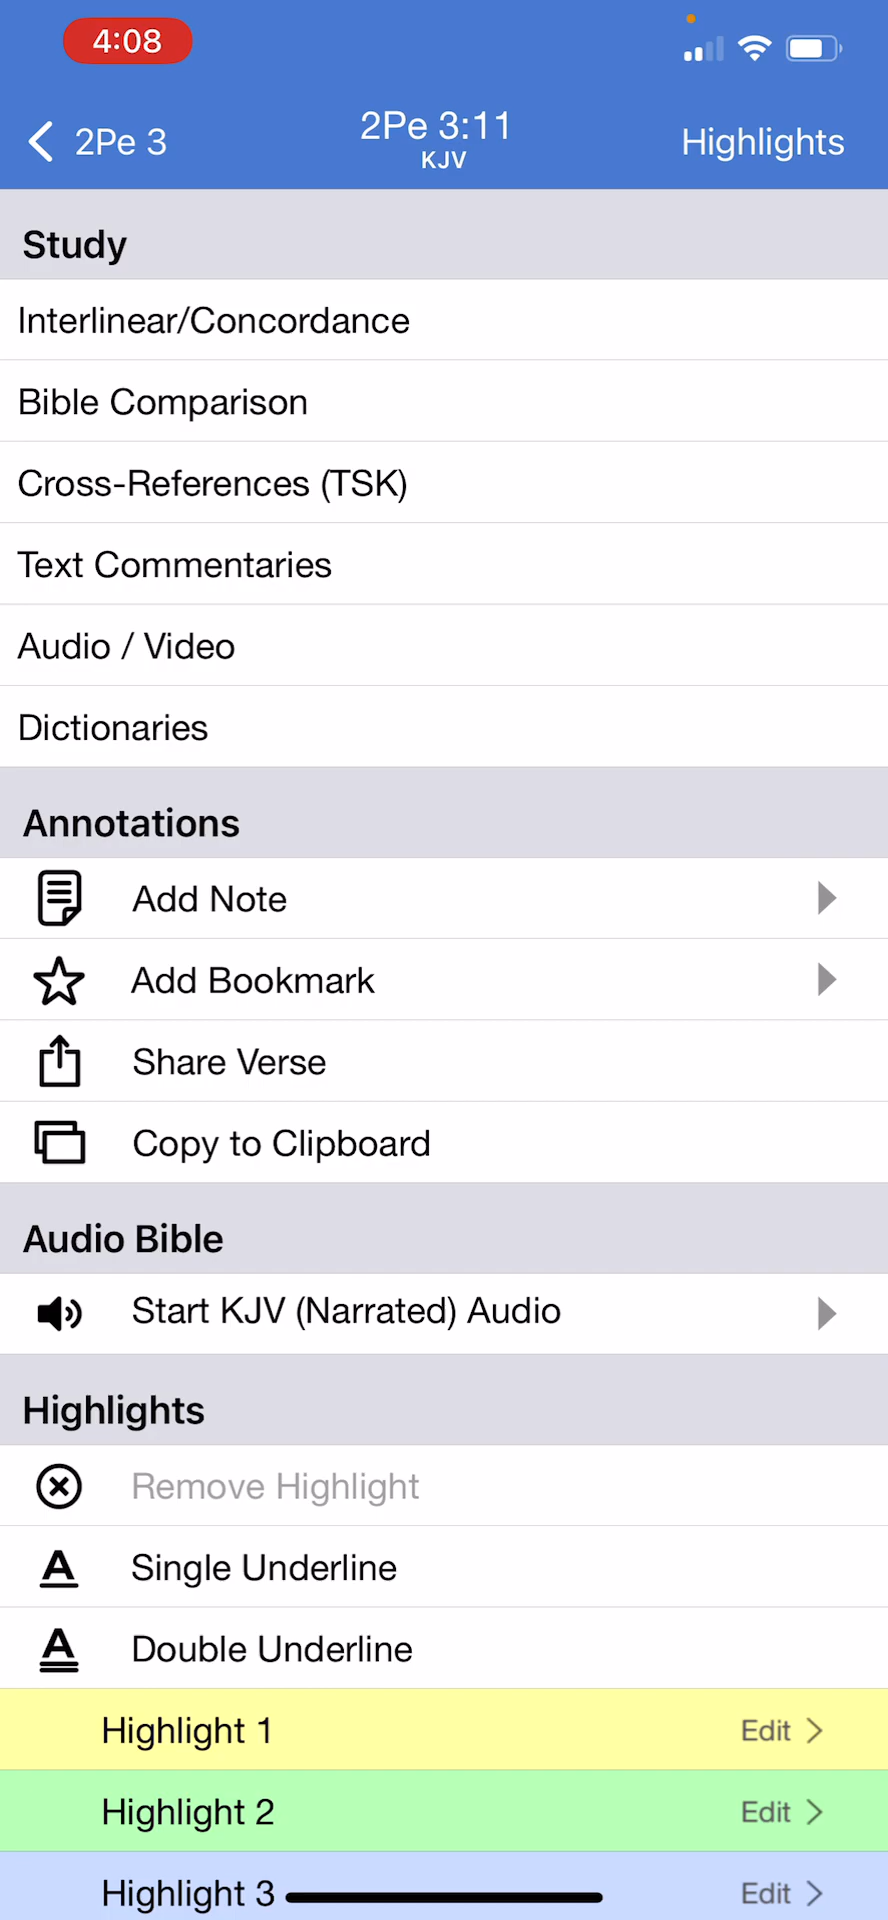 4:08
2Pe 3
2Pe 3:11
KJV
Highlights
Study
Interlinear/Concordance
Bible Comparison
Cross-References (TSK)
Text Commentaries
Audio / Video
Dictionaries
Annotations
Add Note
Add Bookmark
Share Verse
Copy to Clipboard
Audio Bible
Start KJV (Narrated) Audio
Highlights
Remove Highlight
A Single Underline
A Double Underline
Highlight 1 Edit
Highlight 2 Edit
Highlight 3 Edit